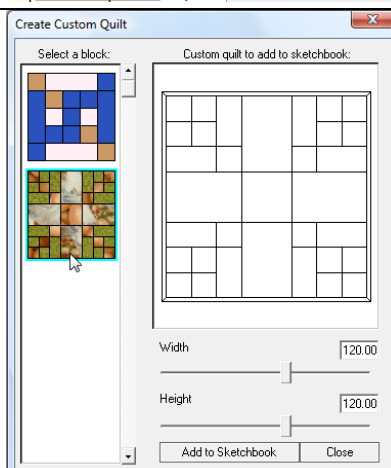 Create Custom Quilt
Select a block:
Custom quilt to add to sketchbook:
Width
120.00
Height
120.00
Add to Sketchbook
Close